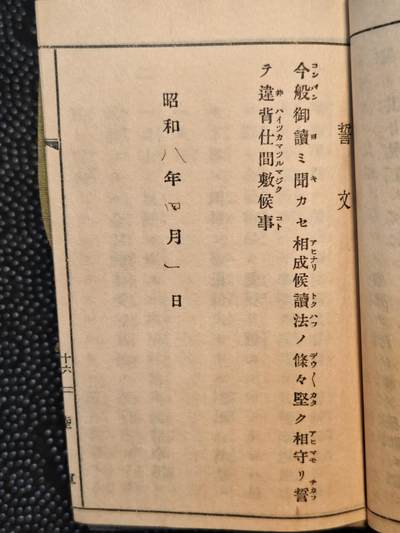 誓文
今般御讀ミ聞カセ相成候讀法ノ條々堅ク相守リ誓
テ違背仕間敷候事
昭和八年四月一日
十六